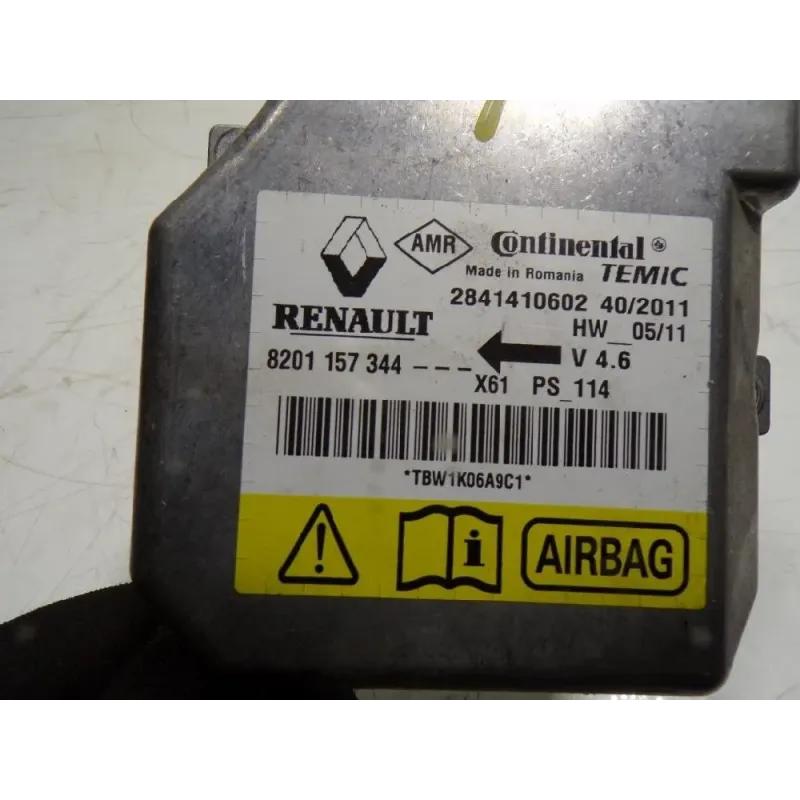 AMR Continental
Made in Romania TEMIC
2841410602 40/2011
RENAULT HW__05/11
8201 157 344 --- V 4.6
X61 PS_114
*TBW1K06A9C1*
i AIRBAG